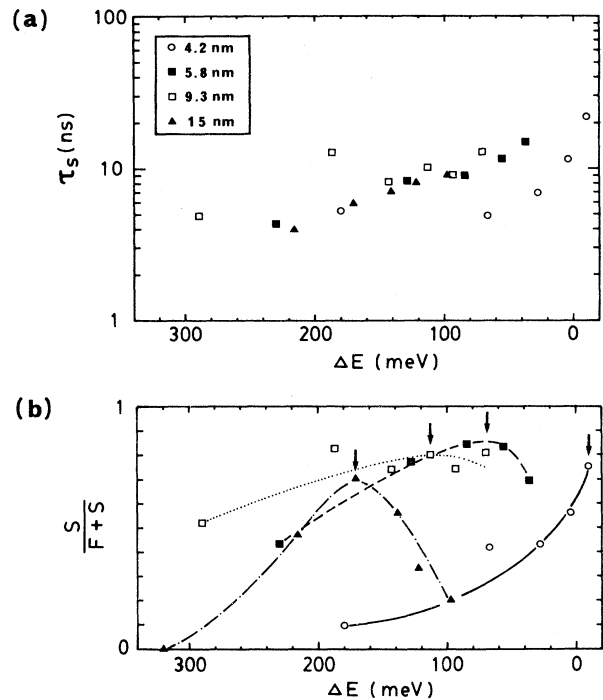 (a)
100
10
1
τs (ns)
4.2 nm
5.8 nm
9.3 nm
15 nm
300
200
100
0
ΔE (meV)
(b)
1
0
S
F + S
300
200
100
0
ΔE (meV)